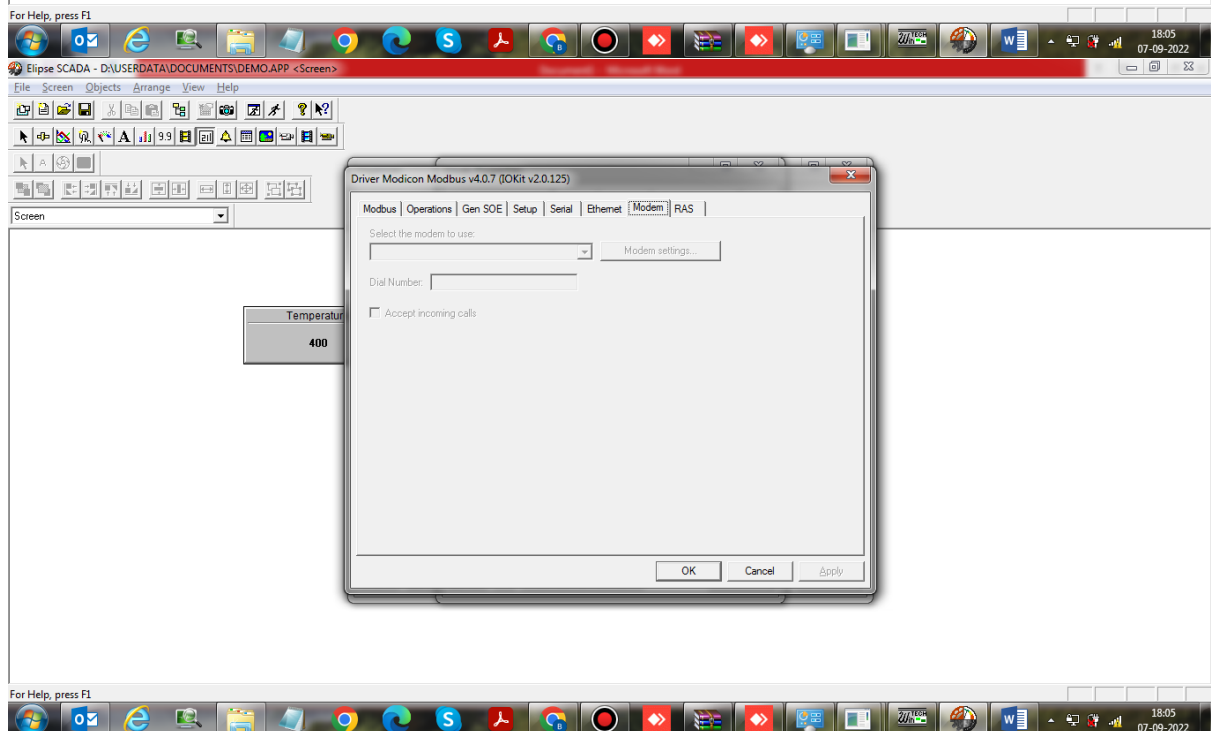 For Help, press F1
18:05
07-09-2022
Elipse SCADA - D:\USERDATA\DOCUMENTS\DEMO.APP <Screen>
File Screen Objects Arrange View Help
Screen
Driver Modicon Modbus v4.0.7 (IOKit v2.0.125)
Modbus Operations Gen SOE Setup Serial Ethernet Modem RAS
Select the modem to use:
Modem settings...
Dial Number:
Accept incoming calls
Temperatur
400
OK Cancel Apply
For Help, press F1
18:05
07-09-2022